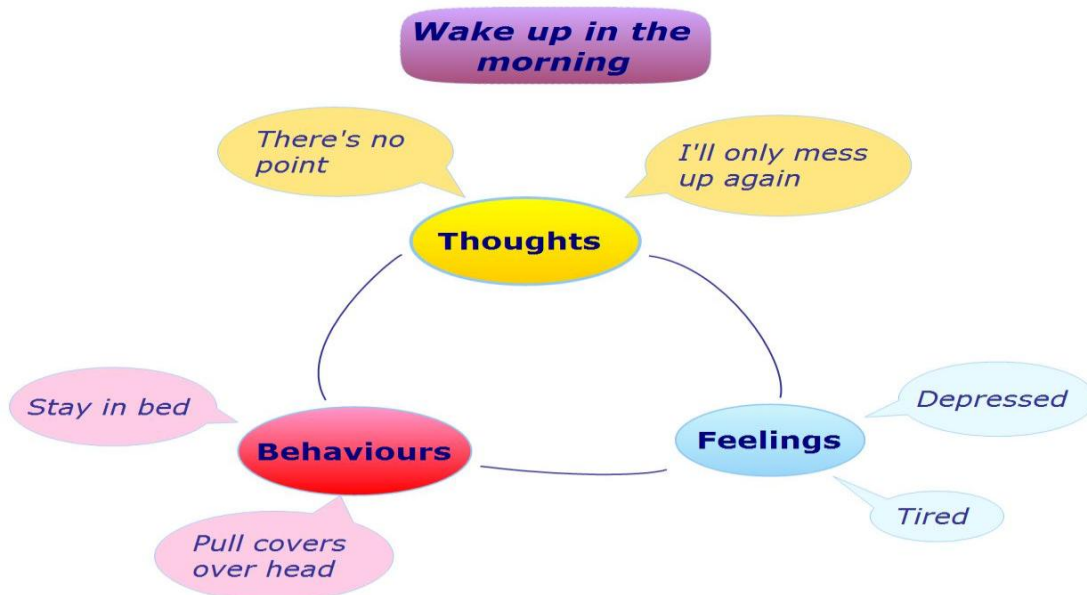 Wake up in the
morning
There's no
point
I'll only mess
up again
Thoughts
Stay in bed
Behaviours
Pull covers
over head
Feelings
Depressed
Tired